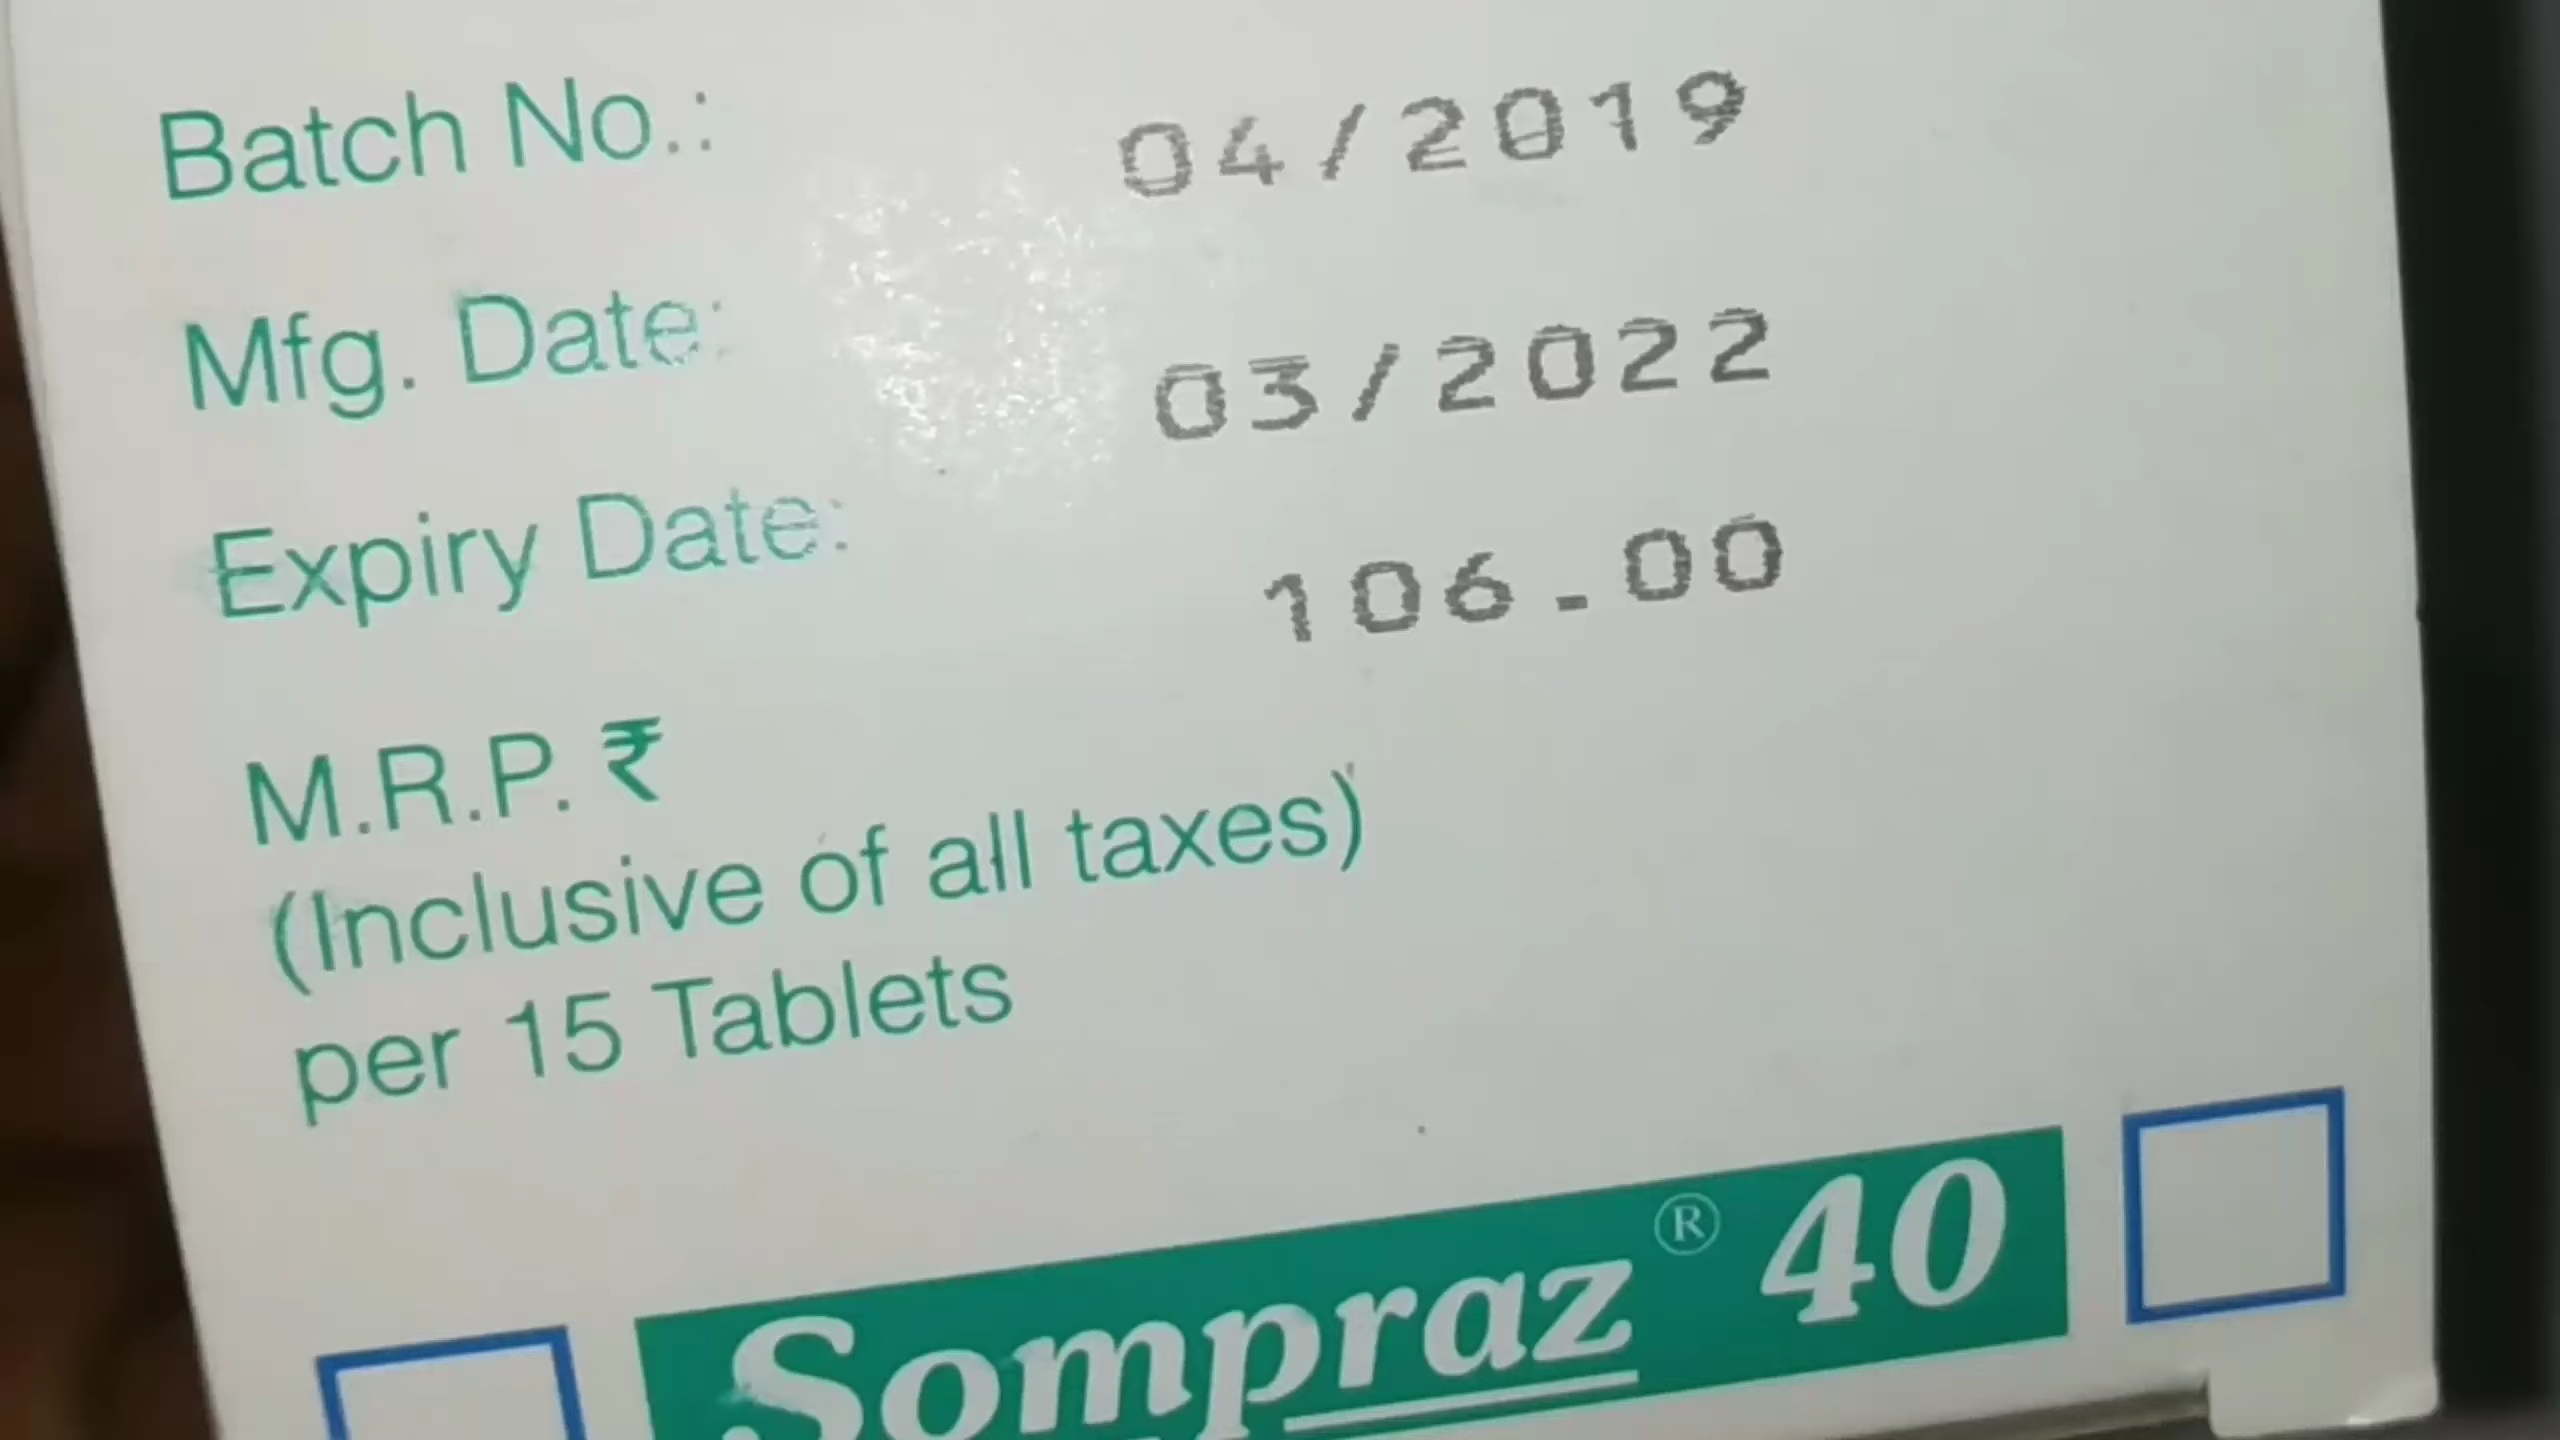 Batch No.: 04/2019
Mfg. Date: 03/2022
Expiry Date: 106.00
M.R.P. ₹
(Inclusive of all taxes)
per 15 Tablets
Sompraz® 40